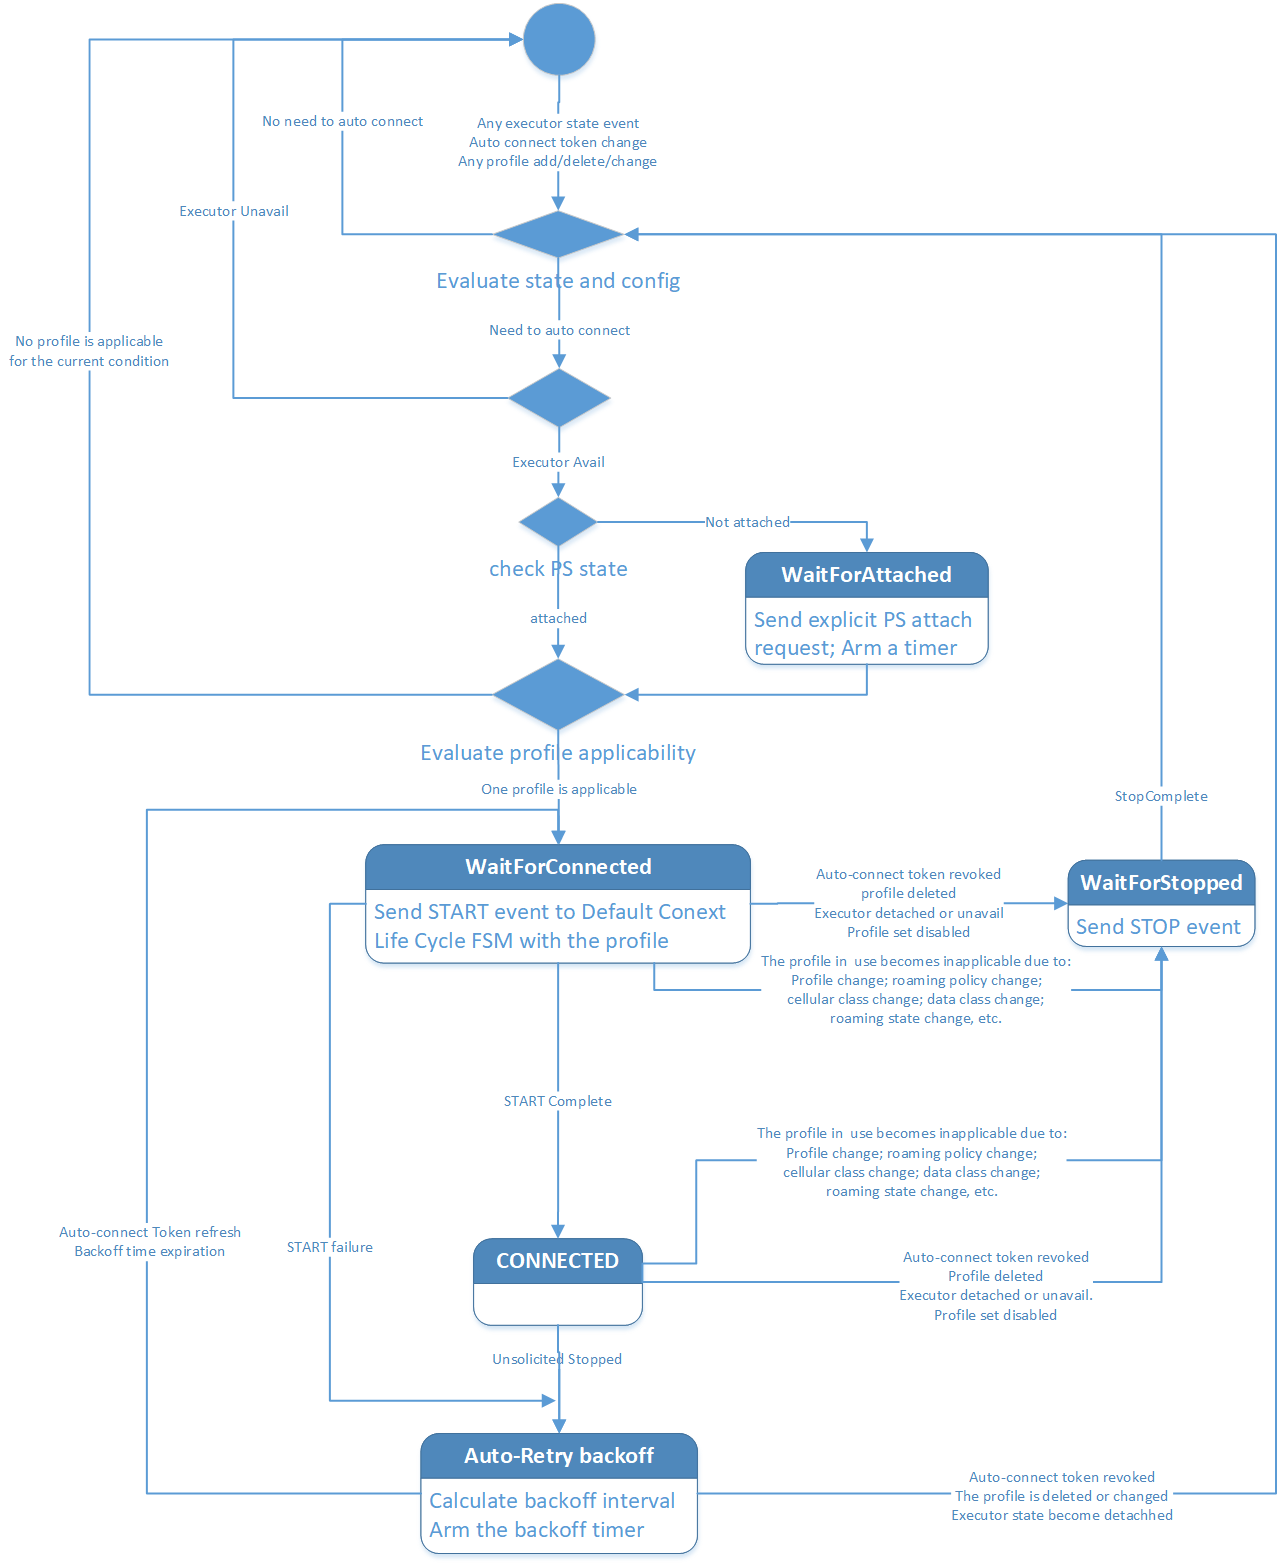 No need to auto connect
Any executor state event
Auto connect token change
Any profile add/delete/change
Executor Unavail
Evaluate state and config
Need to auto connect
No profile is applicable
for the current condition
Executor Avail
Not attached
check PS state
WaitForAttached
Send explicit PS attach
request; Arm a timer
attached
Evaluate profile applicability
One profile is applicable
StopComplete
WaitForConnected
Send START event to Default Conext
Life Cycle FSM with the profile
Auto-connect token revoked
profile deleted
Executor detached or unavail
Profile set disabled
WaitForStopped
Send STOP event
The profile in use becomes inapplicable due to:
Profile change; roaming policy change;
cellular class change; data class change;
roaming state change, etc.
START Complete
The profile in use becomes inapplicable due to:
Profile change; roaming policy change;
cellular class change; data class change;
roaming state change, etc.
Auto-connect Token refresh
Backoff time expiration
START failure
CONNECTED
Auto-connect token revoked
Profile deleted
Executor detached or unavail.
Profile set disabled
Unsolicited Stopped
Auto-Retry backoff
Calculate backoff interval
Arm the backoff timer
Auto-connect token revoked
The profile is deleted or changed
Executor state become detachhed